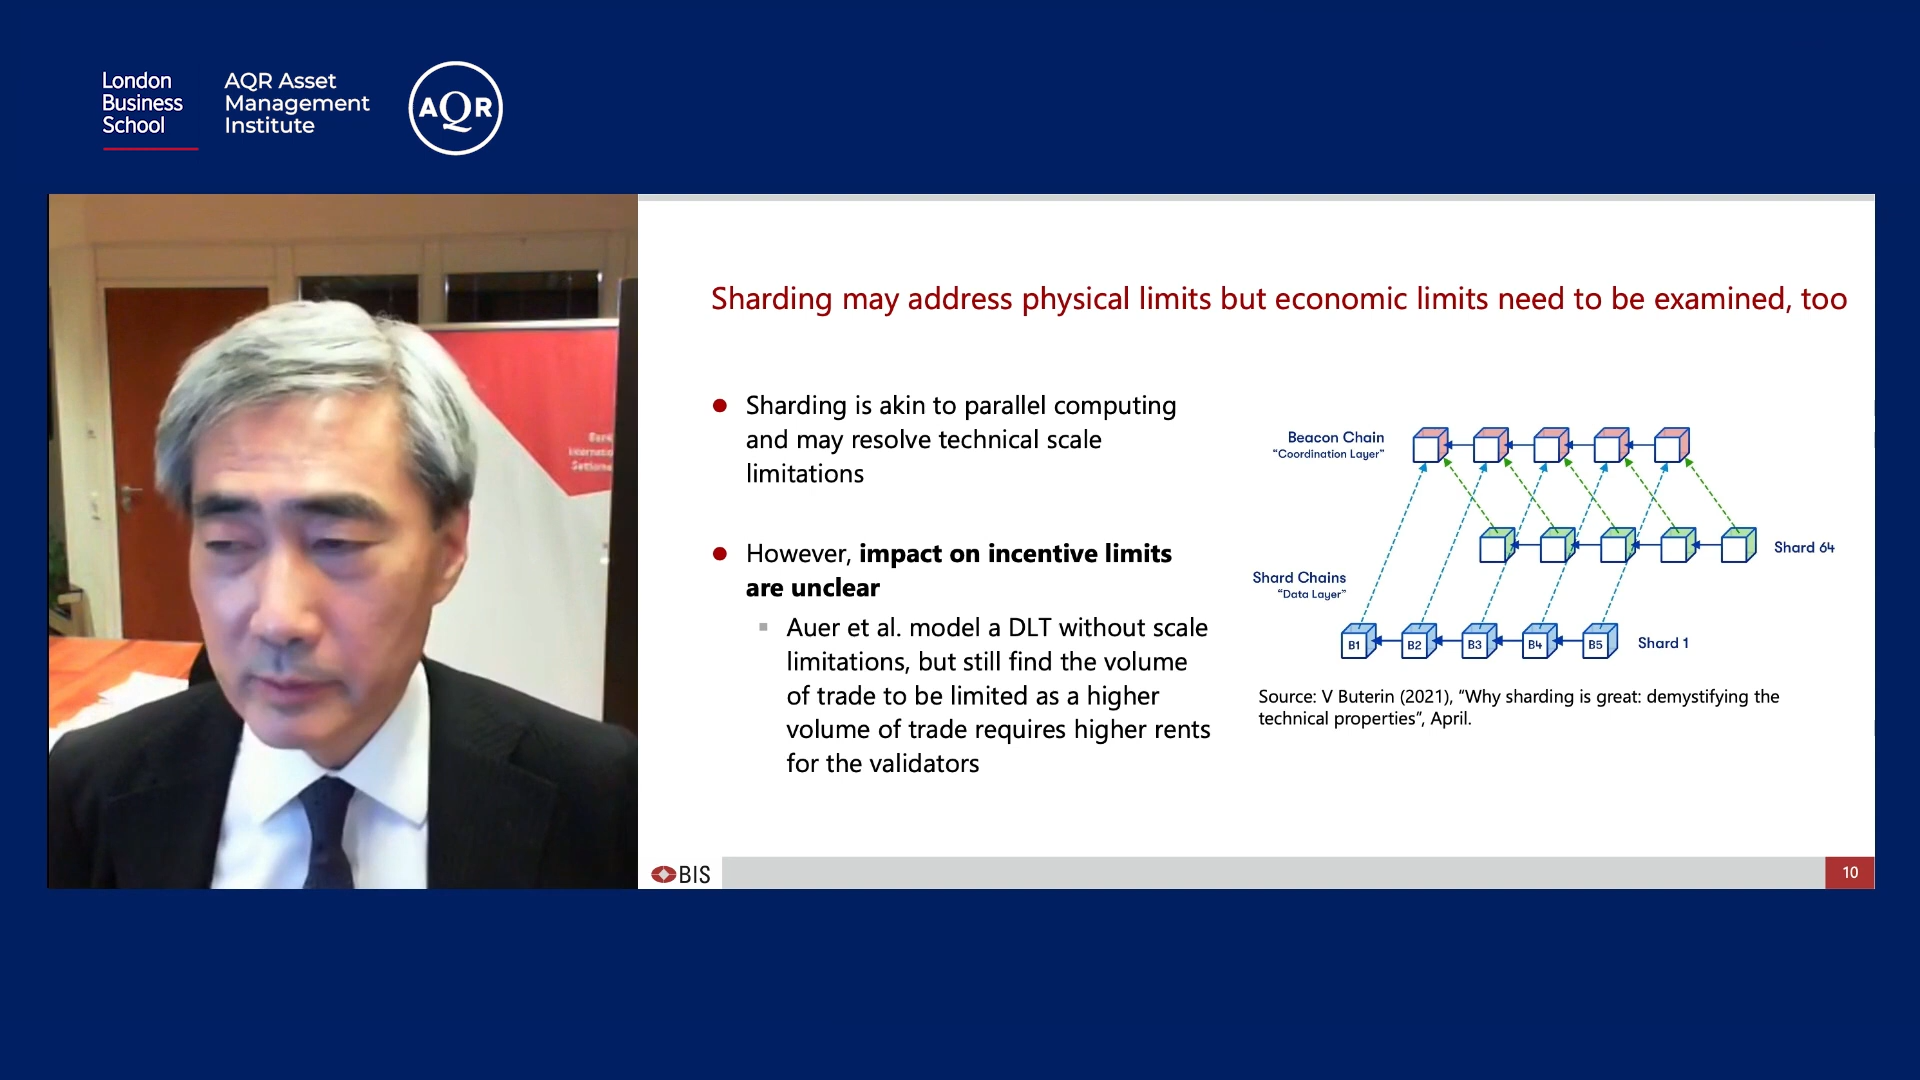 London
Business
School
AQR Asset
Management
Institute
AQR
Sharding may address physical limits but economic limits need to be examined, too
Sharding is akin to parallel computing
and may resolve technical scale
limitations
However, impact on incentive limits
are unclear
Auer et al. model a DLT without scale
limitations, but still find the volume
of trade to be limited as a higher
volume of trade requires higher rents
for the validators
Beacon Chain
“Coordination Layer”
Shard 64
Shard Chains
“Data Layer”
B1 B2 B3 B4 B5 Shard 1
Source: V Buterin (2021), “Why sharding is great: demystifying the
technical properties”, April.
BIS
10